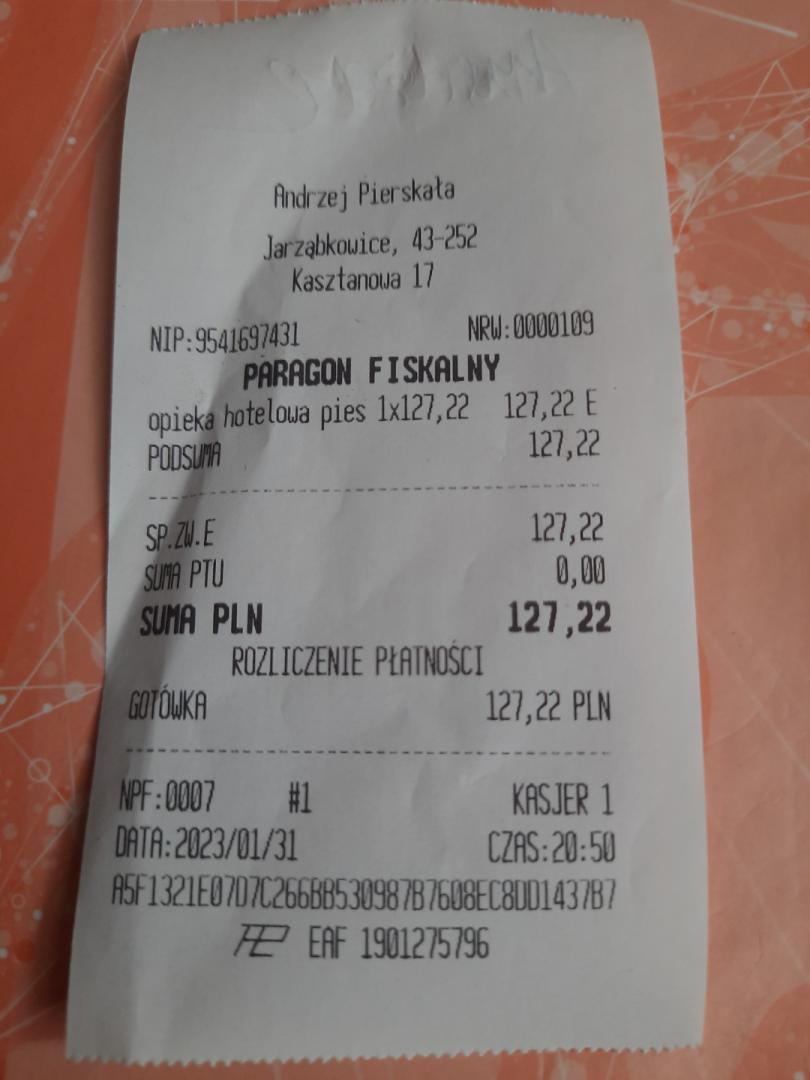 Andrzej Pierskała
Jarząbkowice, 43-252
Kasztanowa 17
NIP:9541697431 NRW:0000109
PARAGON FISKALNY
opieka hotelowa pies 1x127,22 127,22 E
PODSUMA 127,22
SP.ZW.E 127,22
SUMA PTU 0,00
SUMA PLN 127,22
ROZLICZENIE PŁATNOŚCI
GOTÓWKA 127,22 PLN
NPF:0007 #1 KASJER 1
DATA:2023/01/31 CZAS:20:50
A5F1321E07D7C266BB530987B7608EC8DD1437B7
EAF 1901275796